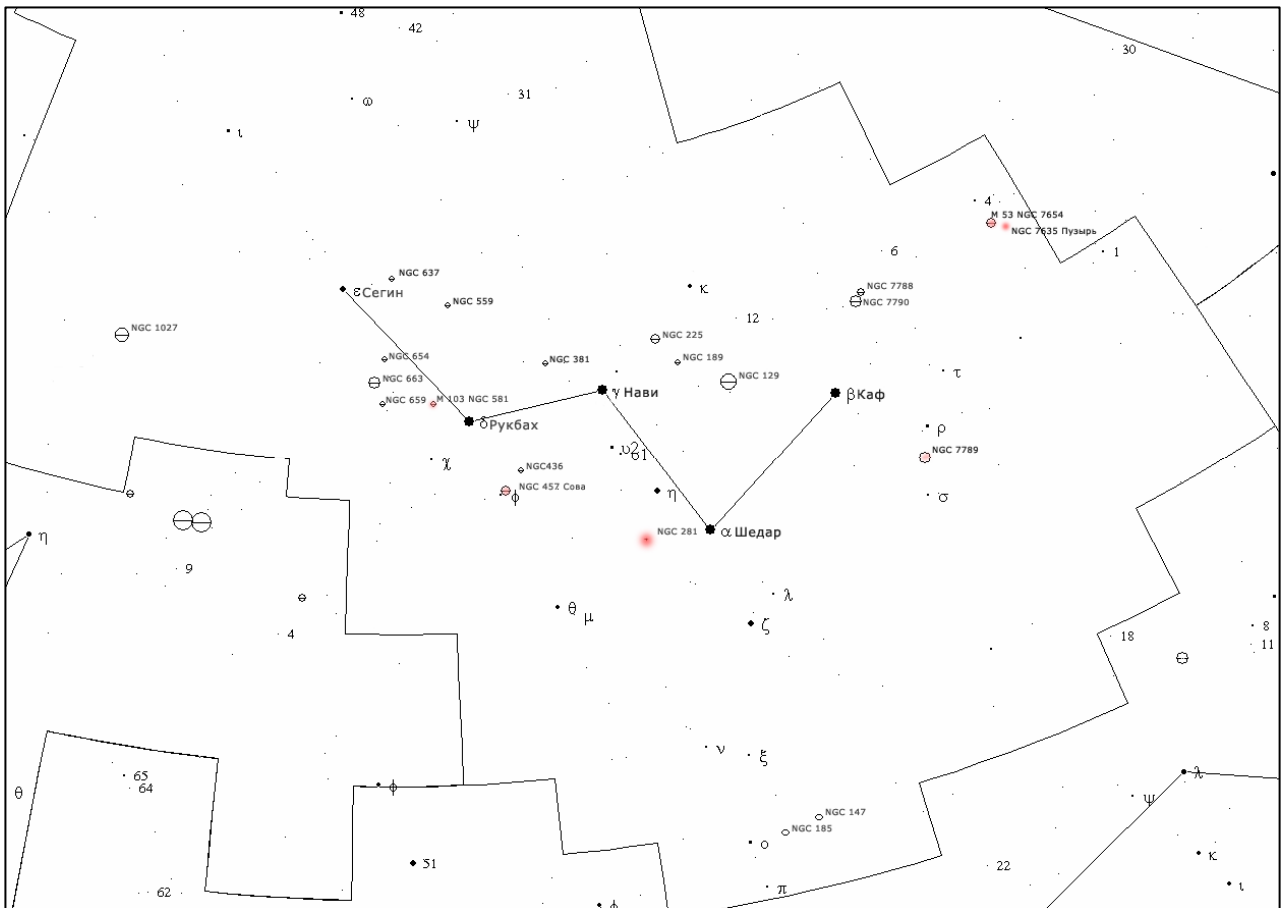 48
42
30
31
ω
ψ
ι
4
M 53 NGC 7654
NGC 7635 Пузырь
6
1
NGC 637
εСегин
κ
NGC 7788
NGC 559
NGC 7790
12
NGC 1027
NGC 225
NGC 654
NGC 381
NGC 189
τ
NGC 663
NGC 129
γ Нави
βКаф
NGC 659
M 103 NGC 581
δРукбах
ρ
υ2
NGC 7789
χ
NGC436
NGC 457 Сова
φ
η
σ
α Шедар
NGC 281
η
9
λ
θ
μ
ζ
8
4
18
11
ν
ξ
65
64
λ
θ
φ
ψ
NGC 147
NGC 185
ο
κ
51
22
π
ι
62
φ